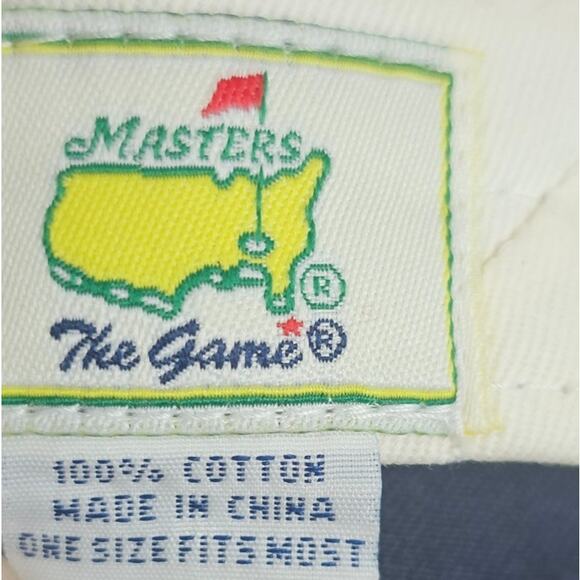 MASTERS
®
The Game®
100% COTTON
MADE IN CHINA
ONE SIZE FITS MOST